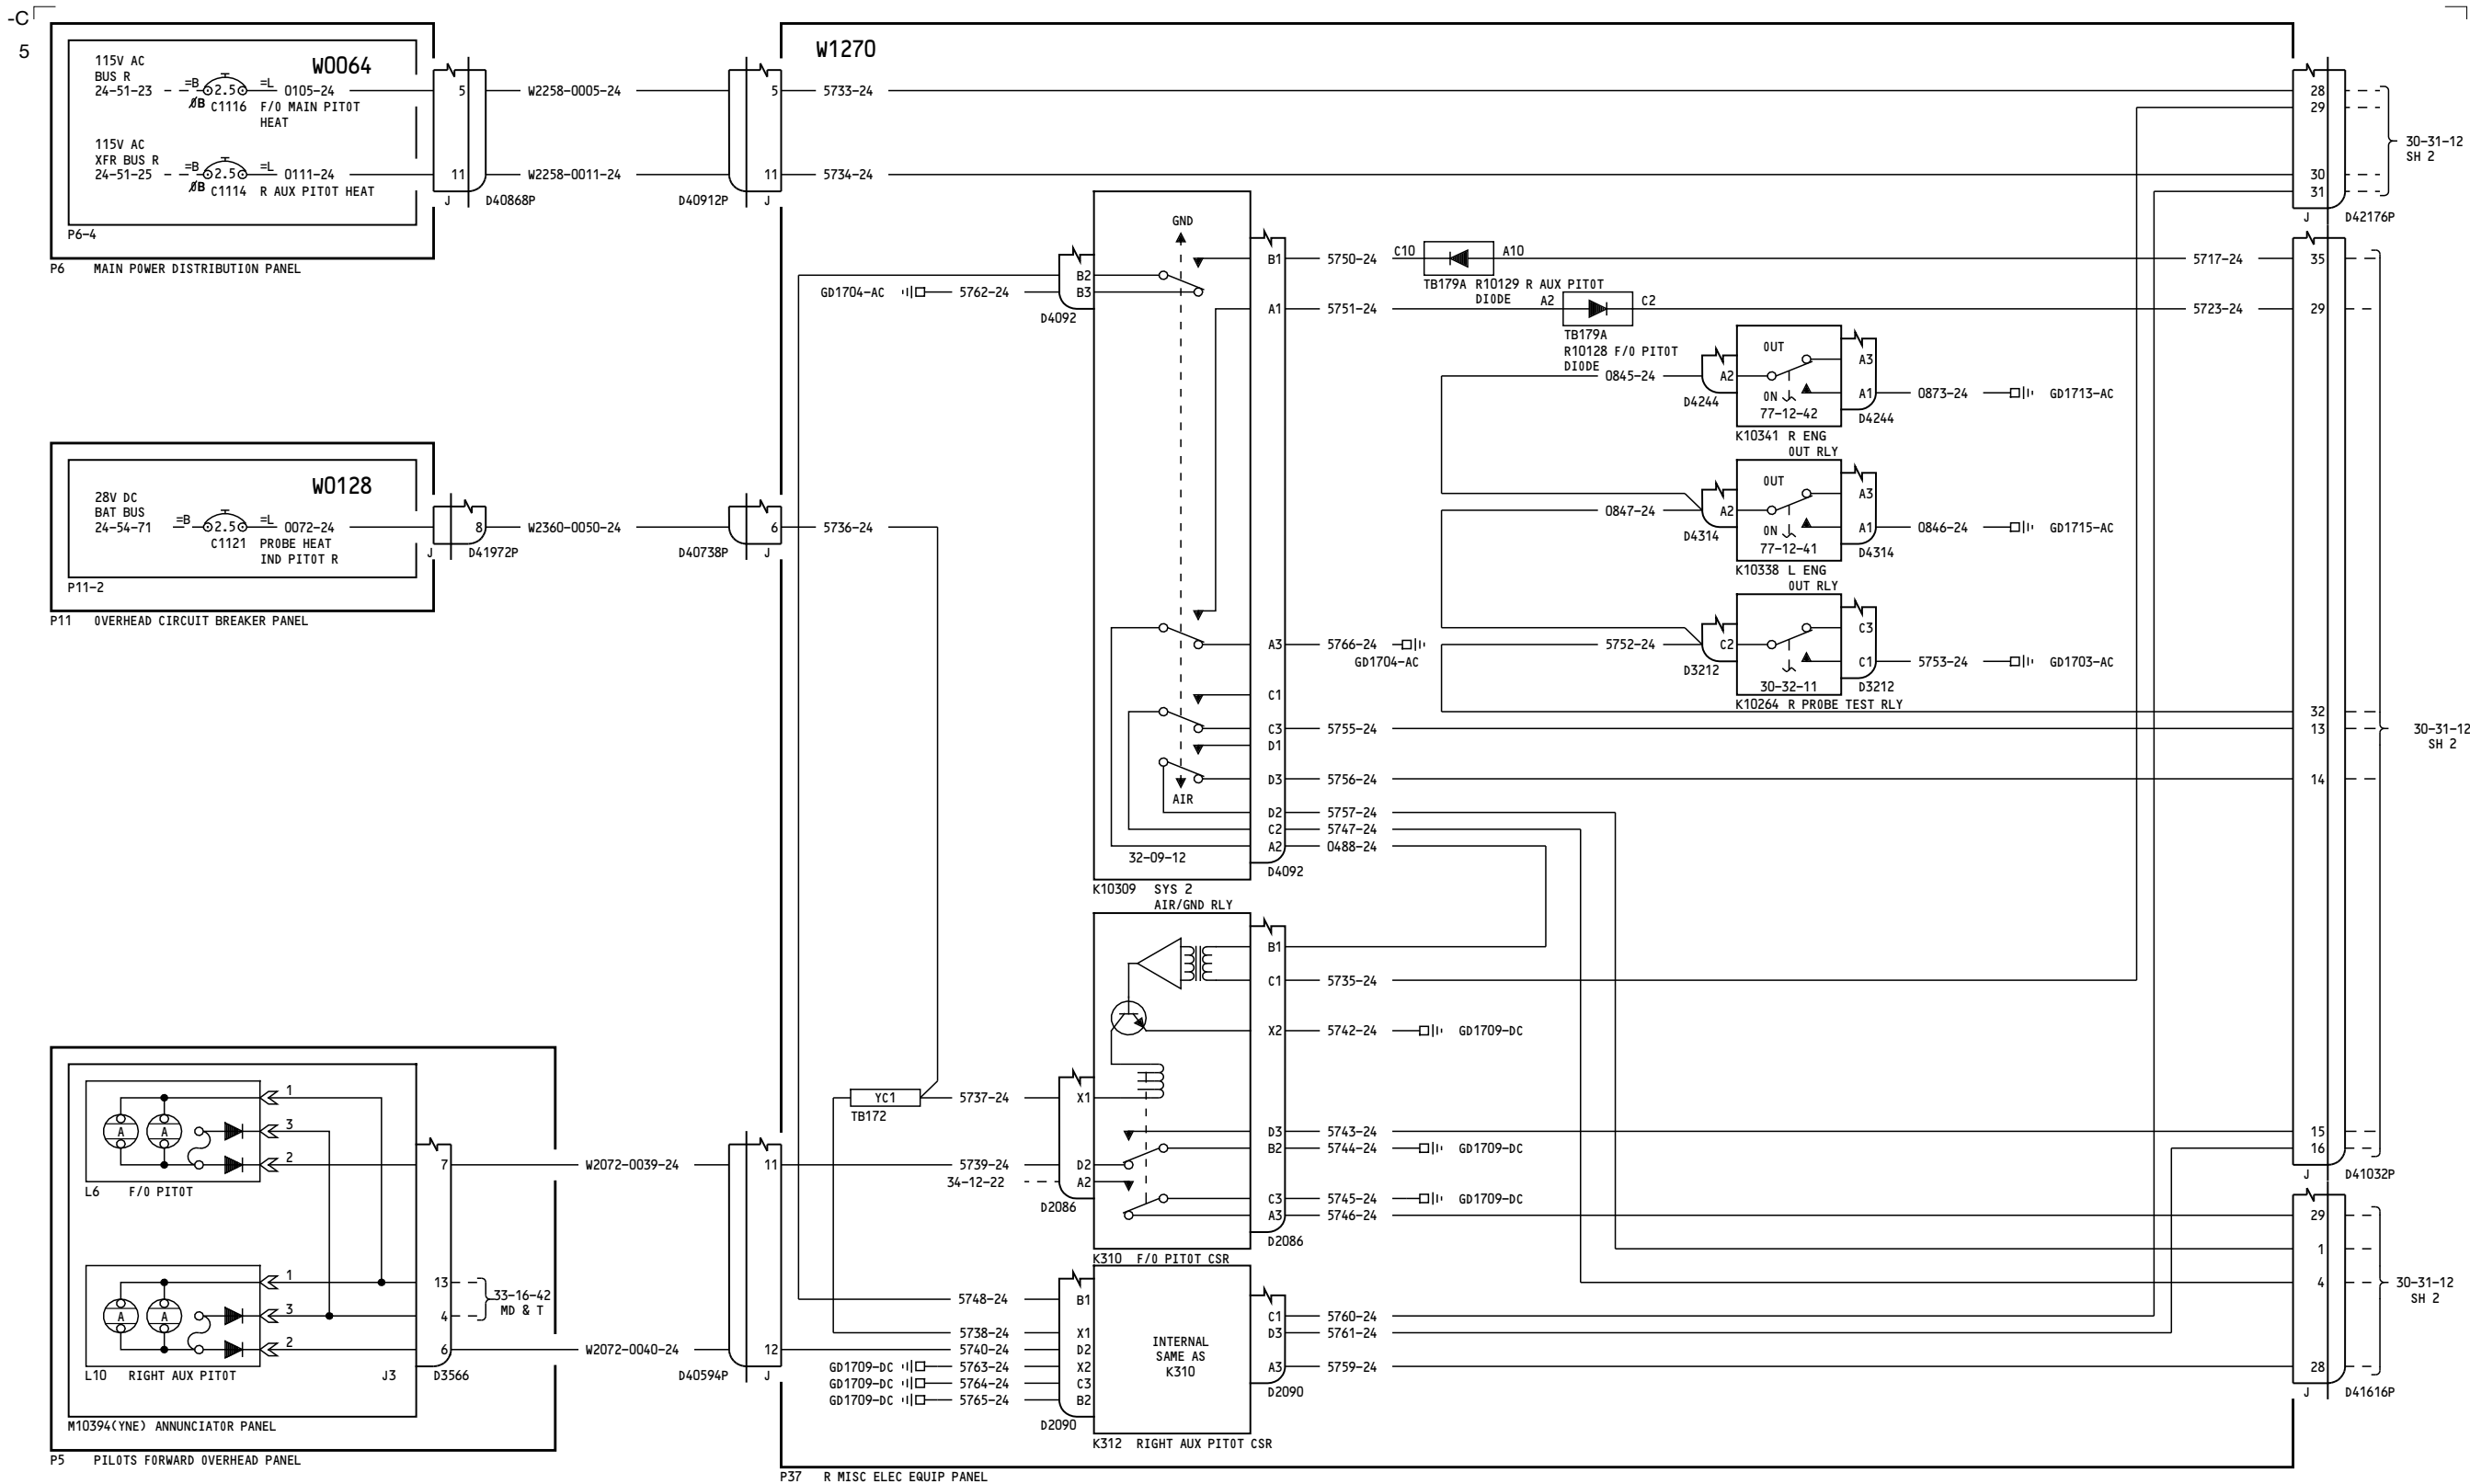 -C
5
W0064
115V AC
BUS R
24-51-23
=B
2.5
=L
0105-24
ØB
C1116
F/O MAIN PITOT
HEAT
115V AC
XFR BUS R
24-51-25
=B
2.5
=L
0111-24
ØB
C1114
R AUX PITOT HEAT
P6-4
P6 MAIN POWER DISTRIBUTION PANEL
5
11
J
D40868P
W2258-0005-24
W2258-0011-24
D40912P
5
11
J
W1270
5733-24
5734-24
28
29
30
31
J
D42176P
30-31-12
SH 2
W0128
28V DC
BAT BUS
24-54-71
=B
2.5
=L
0072-24
C1121
PROBE HEAT
IND PITOT R
P11-2
P11 OVERHEAD CIRCUIT BREAKER PANEL
8
J
D41972P
W2360-0050-24
D40738P
6
J
5736-24
GD1704-AC
5762-24
B2
B3
D4092
GND
AIR
32-09-12
K10309 SYS 2
AIR/GND RLY
B1
A1
A3
C1
C3
D1
D3
D2
C2
A2
D4092
5750-24
C10
A10
TB179A R10129 R AUX PITOT
DIODE
5717-24
35
5751-24
A2
C2
TB179A
R10128 F/O PITOT
DIODE
5723-24
29
0845-24
A2
D4244
OUT
ON
77-12-42
A3
A1
D4244
0873-24
GD1713-AC
K10341 R ENG
OUT RLY
0847-24
A2
D4314
OUT
ON
77-12-41
A3
A1
D4314
0846-24
GD1715-AC
K10338 L ENG
OUT RLY
5766-24
GD1704-AC
5752-24
C2
D3212
30-32-11
C3
C1
D3212
5753-24
GD1703-AC
K10264 R PROBE TEST RLY
32
13
14
30-31-12
SH 2
5755-24
5756-24
5757-24
5747-24
0488-24
B1
C1
X2
D3
B2
C3
A3
D2086
5735-24
5742-24
GD1709-DC
5743-24
5744-24
GD1709-DC
5745-24
GD1709-DC
5746-24
15
16
J
D41032P
YC1
TB172
5737-24
X1
5739-24
D2
34-12-22
A2
D2086
K310 F/O PITOT CSR
A
A
1
3
2
L6 F/O PITOT
A
A
1
3
2
L10 RIGHT AUX PITOT
7
13
4
6
J3
D3566
33-16-42
MD & T
M10394(YNE) ANNUNCIATOR PANEL
P5 PILOTS FORWARD OVERHEAD PANEL
W2072-0039-24
W2072-0040-24
D40594P
11
12
J
5748-24
B1
5738-24
X1
5740-24
D2
GD1709-DC
5763-24
X2
GD1709-DC
5764-24
C3
GD1709-DC
5765-24
B2
D2090
INTERNAL
SAME AS
K310
K312 RIGHT AUX PITOT CSR
C1
D3
A3
D2090
5760-24
5761-24
5759-24
29
1
4
28
J
D41616P
30-31-12
SH 2
P37 R MISC ELEC EQUIP PANEL